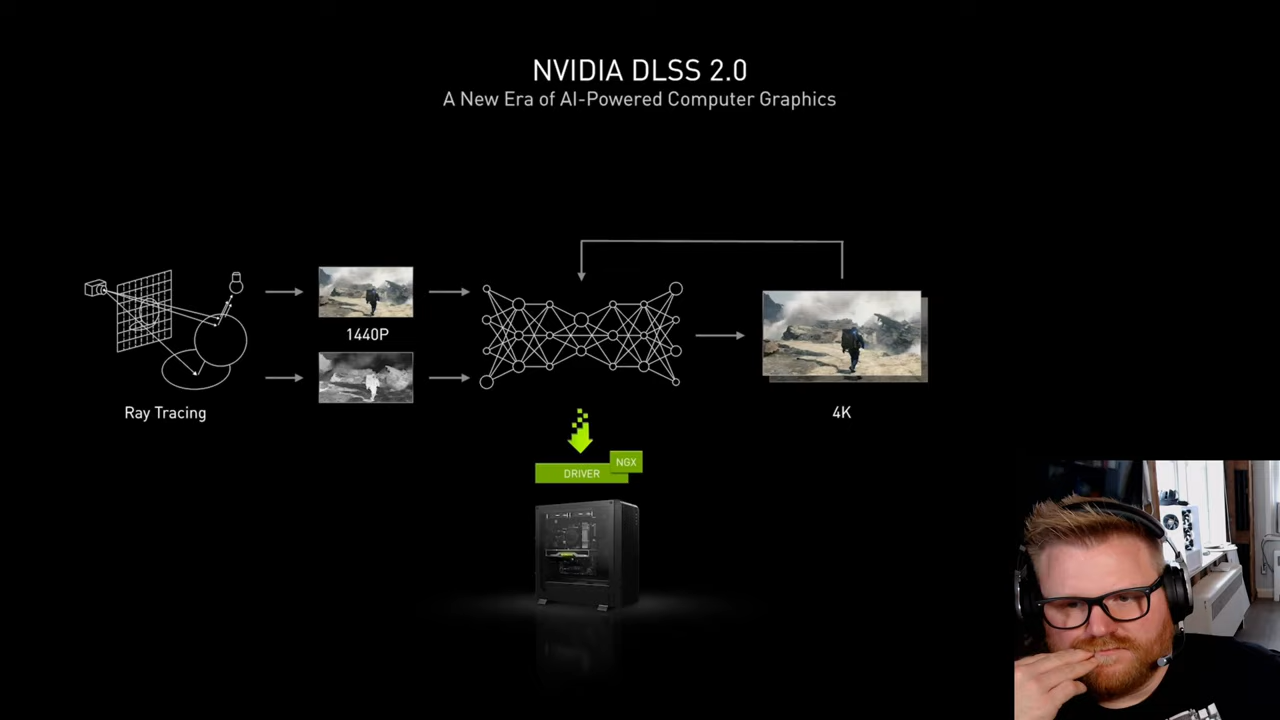 NVIDIA DLSS 2.0
A New Era of AI-Powered Computer Graphics
1440P
Ray Tracing
4K
NGX
DRIVER